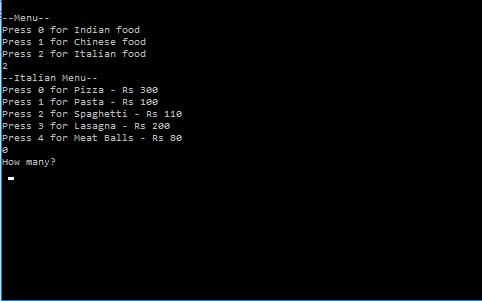 --Menu--
Press 0 for Indian food
Press 1 for Chinese food
Press 2 for Italian food
2
--Italian Menu--
Press 0 for Pizza - Rs 300
Press 1 for Pasta - Rs 100
Press 2 for Spaghetti - Rs 110
Press 3 for Lasagna - Rs 200
Press 4 for Meat Balls - Rs 80
0
How many?